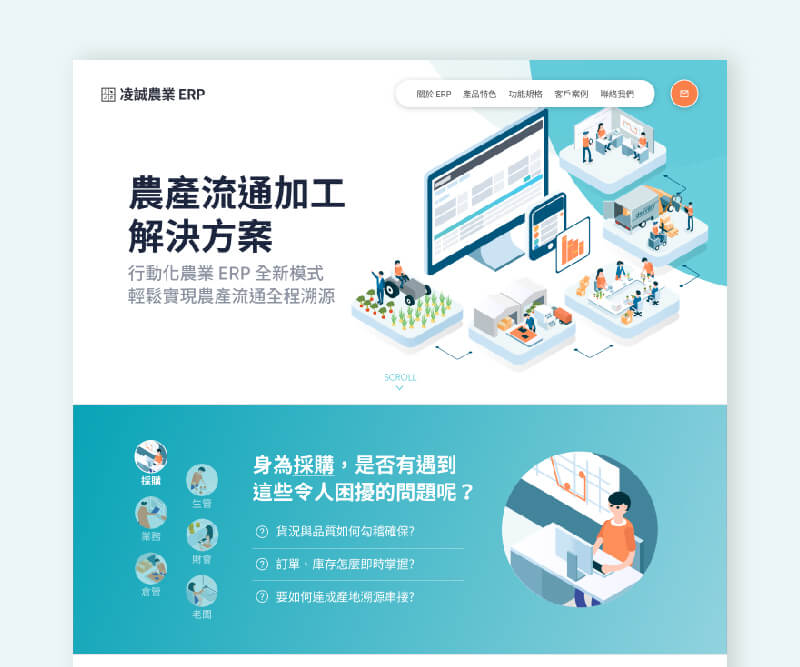 凌誠農業 ERP
關於 ERP 產品特色 功能規格 客戶案例 聯絡我們
農產流通加工
解決方案
行動化農業 ERP 全新模式
輕鬆實現農產流通全程溯源
SCROLL
採購
生管
業務
財會
倉管
老闆
身為採購，是否有遇到
這些令人困擾的問題呢？
貨況與品質如何勾稽確保?
訂單、庫存怎麼即時掌握?
要如何達成產地溯源串接?